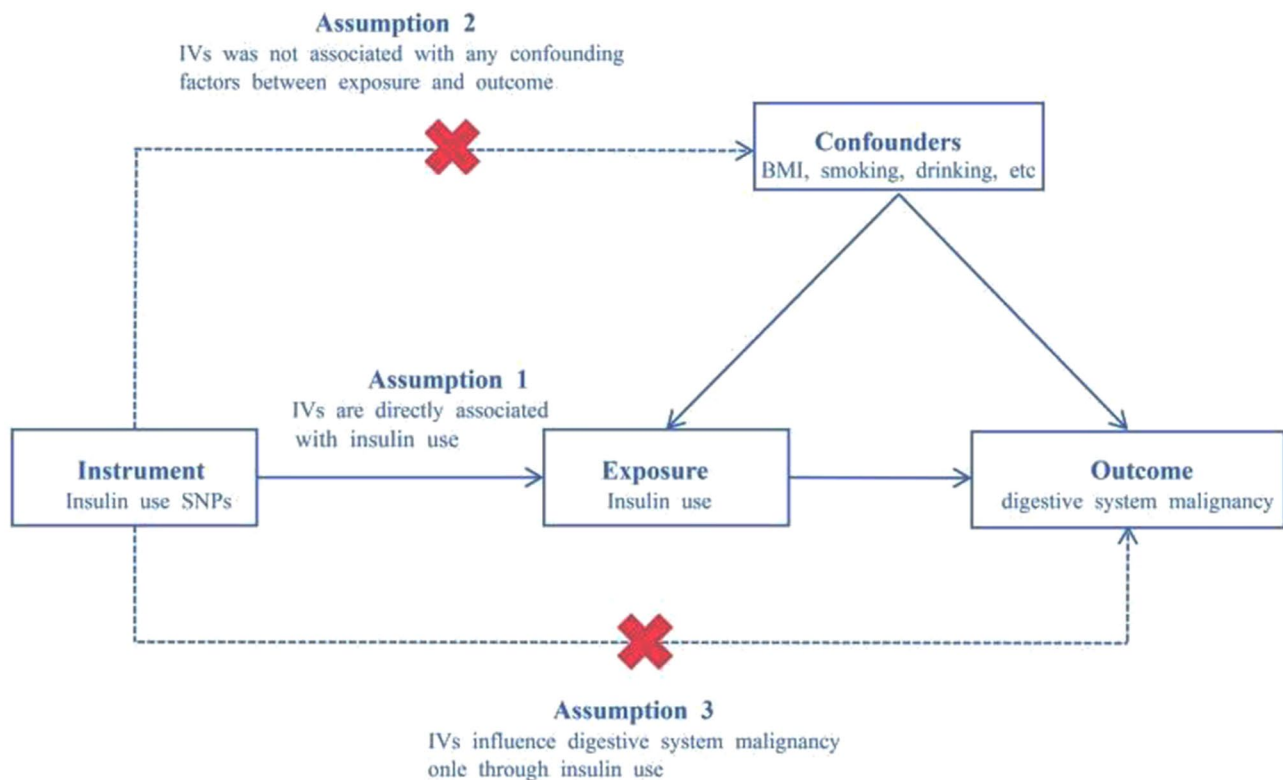 Assumption 2
IVs was not associated with any confounding
factors between exposure and outcome
Confounders
BMI, smoking, drinking, etc
Assumption 1
IVs are directly associated
with insulin use
Instrument
Insulin use SNPs
Exposure
Insulin use
Outcome
digestive system malignancy
Assumption 3
IVs influence digestive system malignancy
onle through insulin use